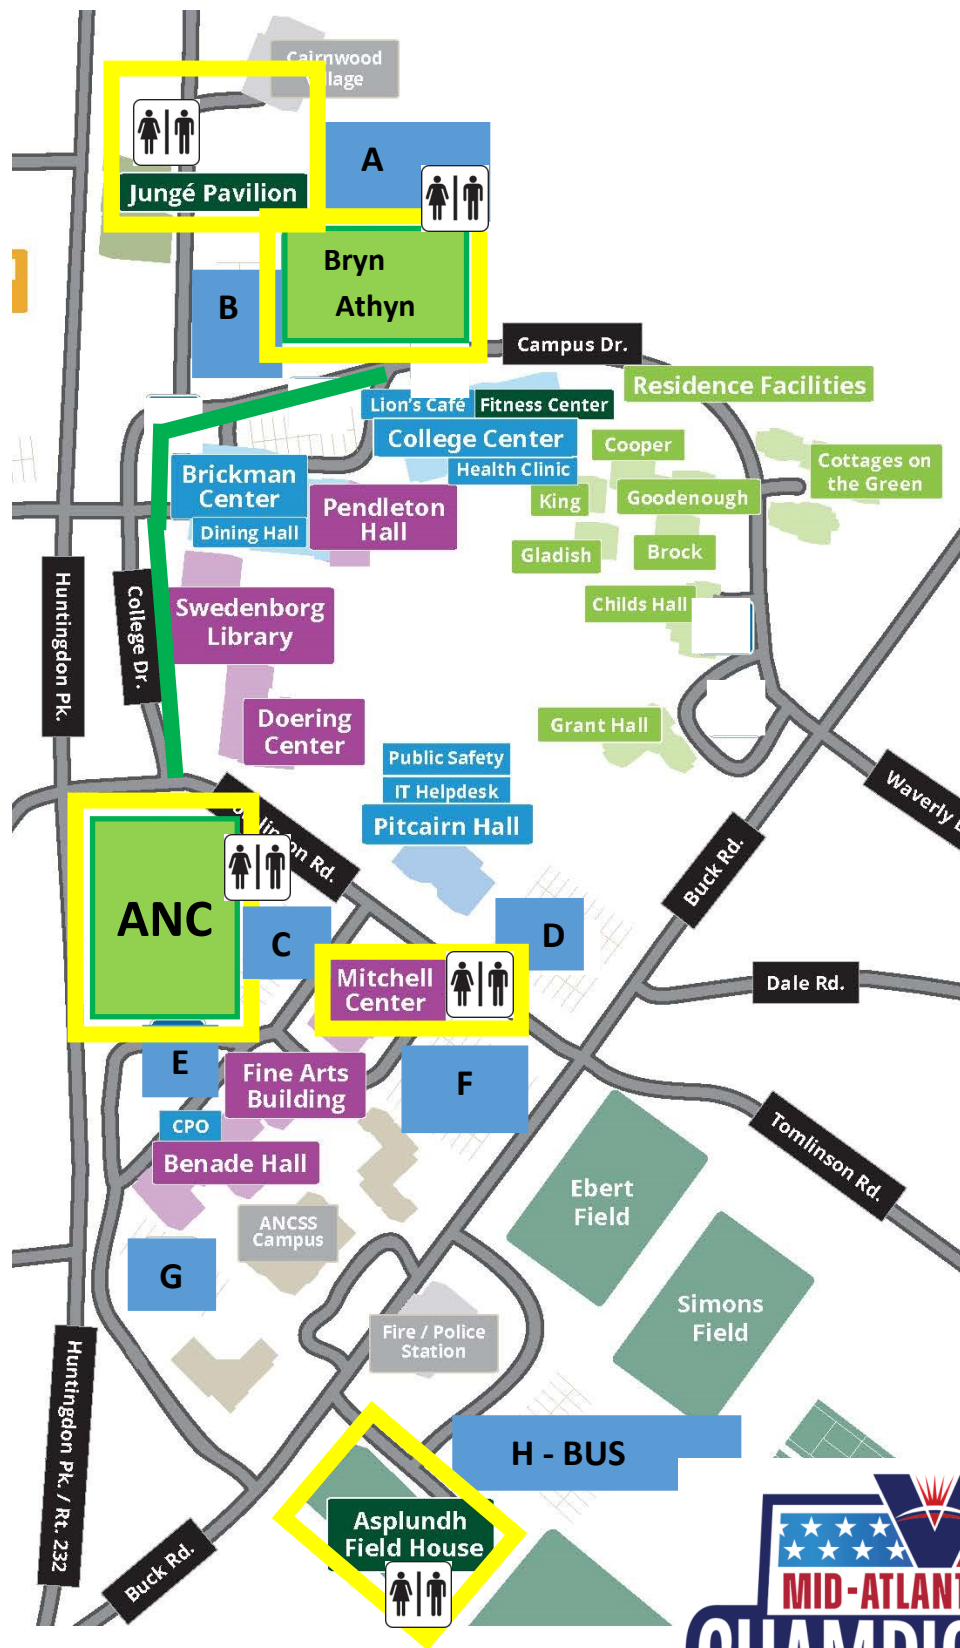 Cairnwood
Village
Jungé Pavilion
A
Bryn
Athyn
B
Campus Dr.
Residence Facilities
Lion's Café
Fitness Center
College Center
Health Clinic
Cooper
Cottages on
the Green
King
Goodenough
Brickman
Center
Dining Hall
Pendleton
Hall
Gladish
Brock
Huntingdon Pk.
College Dr.
Swedenborg
Library
Childs Hall
Doering
Center
Grant Hall
Public Safety
IT Helpdesk
Pitcairn Hall
Waverly
Tomlinson Rd.
Buck Rd.
ANC
C
D
Mitchell
Center
Dale Rd.
E
Fine Arts
Building
F
CPO
Benade Hall
Tomlinson Rd.
Ebert
Field
ANCSS
Campus
G
Simons
Field
Fire / Police
Station
Huntingdon Pk. / Rt. 232
H - BUS
Asplundh
Field House
Buck Rd.
MID-ATLANT
CHAMPIO